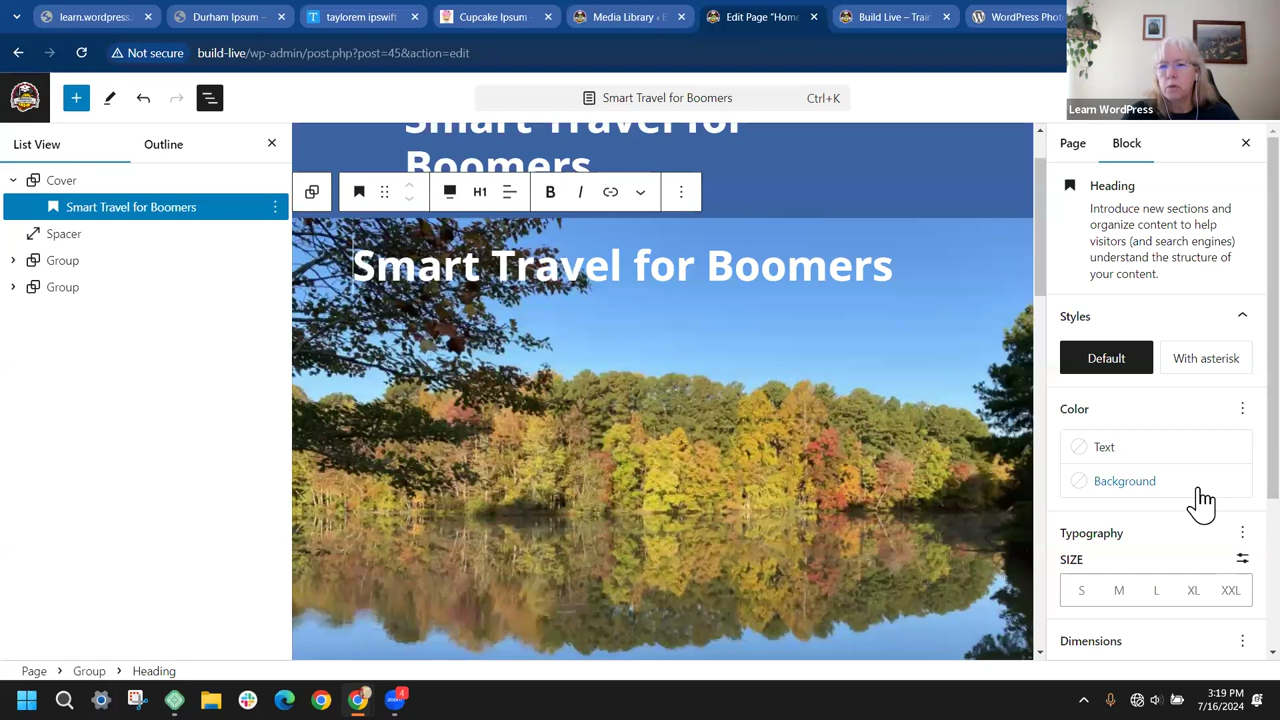 learn.wordpress.
Durham Ipsum –
taylorem ipswift
Cupcake Ipsum -
Media Library ‹
Edit Page “Hom
Build Live – Trai
WordPress Phot
Not secure
build-live/wp-admin/post.php?post=45&action=edit
Learn WordPress
Smart Travel for Boomers
Ctrl+K
List View
Outline
Page
Block
Smart Travel for
Boomers
Cover
Smart Travel for Boomers
Spacer
Group
Group
H1
B
I
Smart Travel for Boomers
Heading
Introduce new sections and
organize content to help
visitors (and search engines)
understand the structure of
your content.
Styles
Default
With asterisk
Color
Text
Background
Typography
SIZE
S M L XL XXL
Dimensions
Page
Group
Heading
zoom
4
3:19 PM
7/16/2024